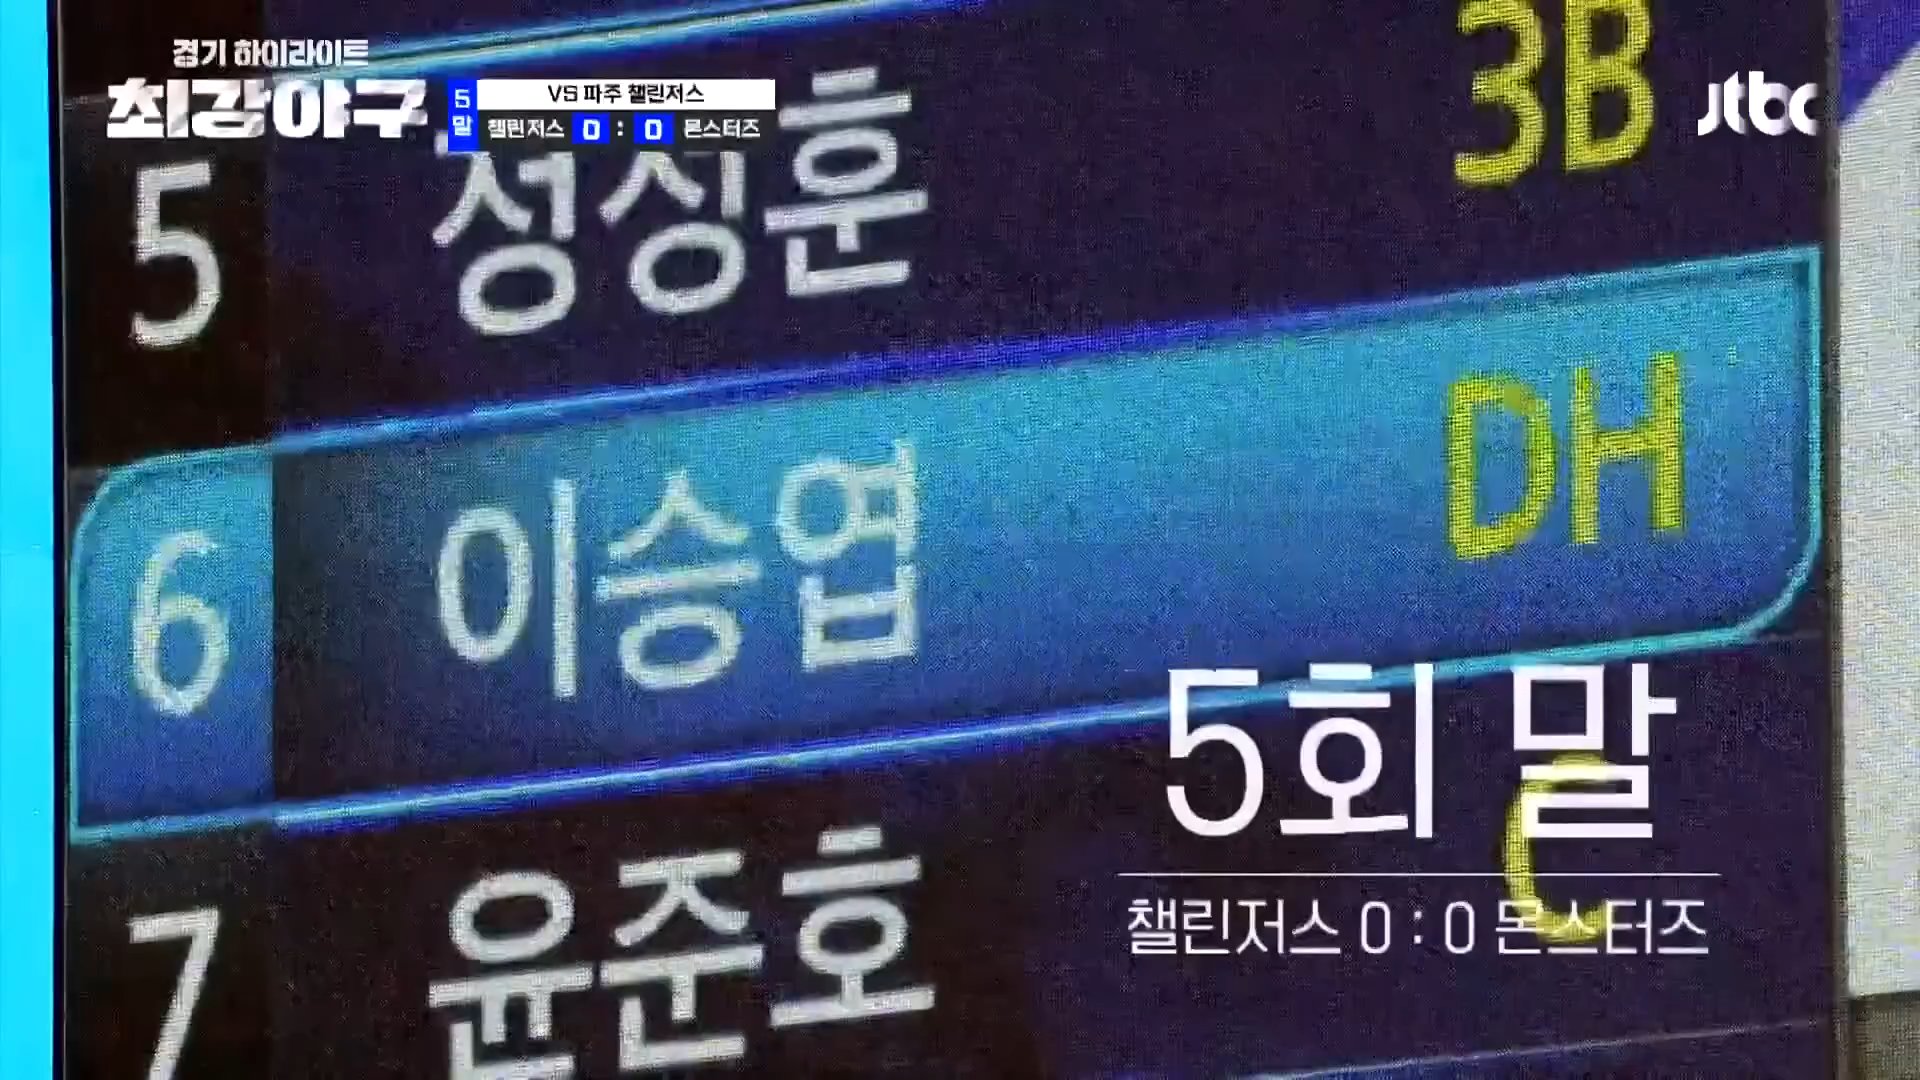 경기 하이라이트
최강야구
5말
VS 파주 챌린저스
챌린저스 0 : 0 몬스터즈
jtbc
3B
5 정성훈
6 이승엽 DH
7 윤준호 C
5회 말
챌린저스 0 : 0 몬스터즈